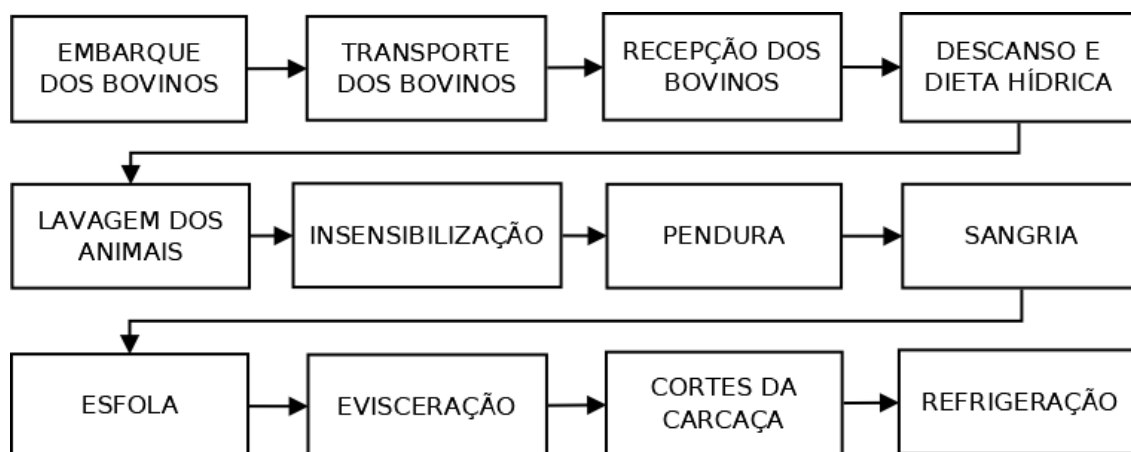 EMBARQUE
DOS BOVINOS
TRANSPORTE
DOS BOVINOS
RECEPÇÃO DOS
BOVINOS
DESCANSO E
DIETA HÍDRICA
LAVAGEM DOS
ANIMAIS
INSENSIBILIZAÇÃO
PENDURA
SANGRIA
ESFOLA
EVISCERAÇÃO
CORTES DA
CARCAÇA
REFRIGERAÇÃO